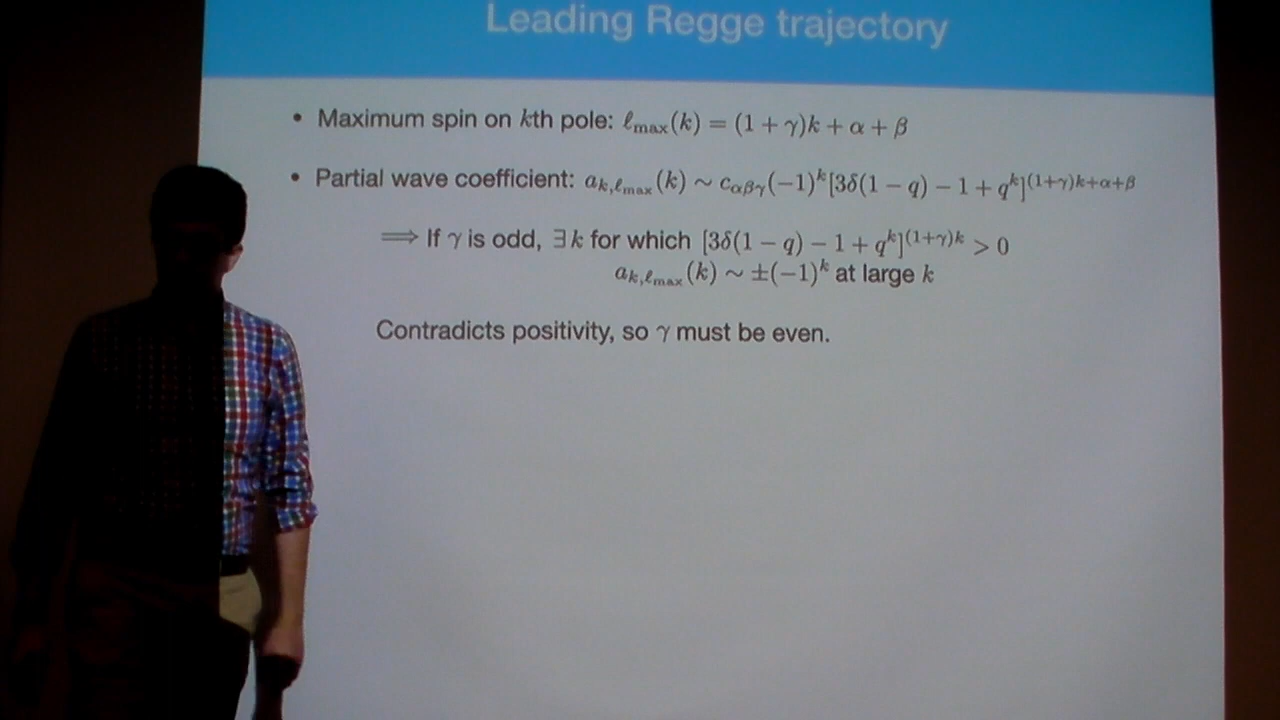 Leading Regge trajectory
• Maximum spin on kth pole: ℓ_max(k) = (1 + γ)k + α + β
• Partial wave coefficient: a_{k,ℓ_max}(k) ∼ c_{αβγ}(−1)^k[3δ(1 − q) − 1 + q^k]^{(1+γ)k+α+β}
⟹ If γ is odd, ∃ k for which [3δ(1 − q) − 1 + q^k]^{(1+γ)k} > 0
a_{k,ℓ_max}(k) ∼ ±(−1)^k at large k
Contradicts positivity, so γ must be even.